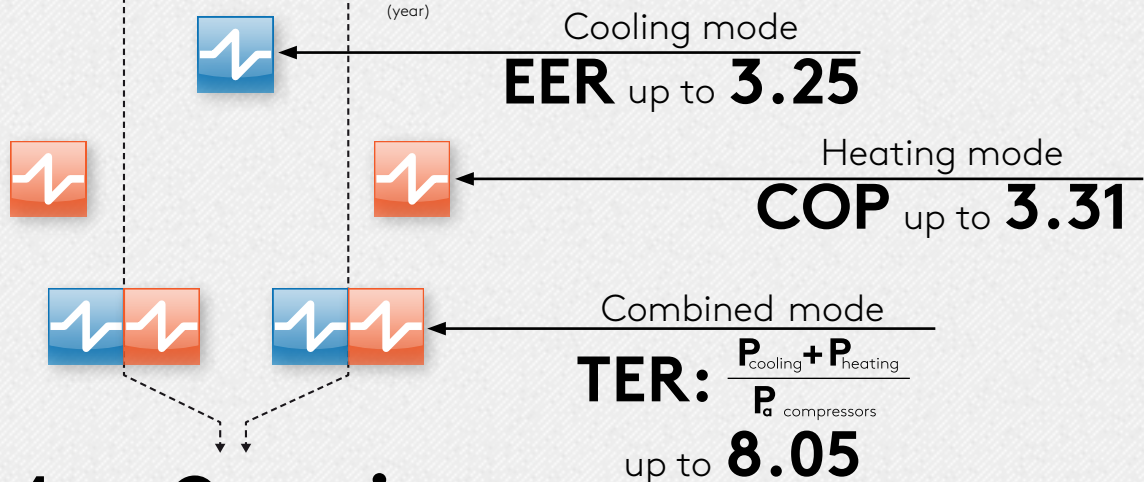 (year)
Cooling mode
EER up to 3.25
Heating mode
COP up to 3.31
Combined mode
TER: Pcooling+Pheating
Pa compressors
up to 8.05